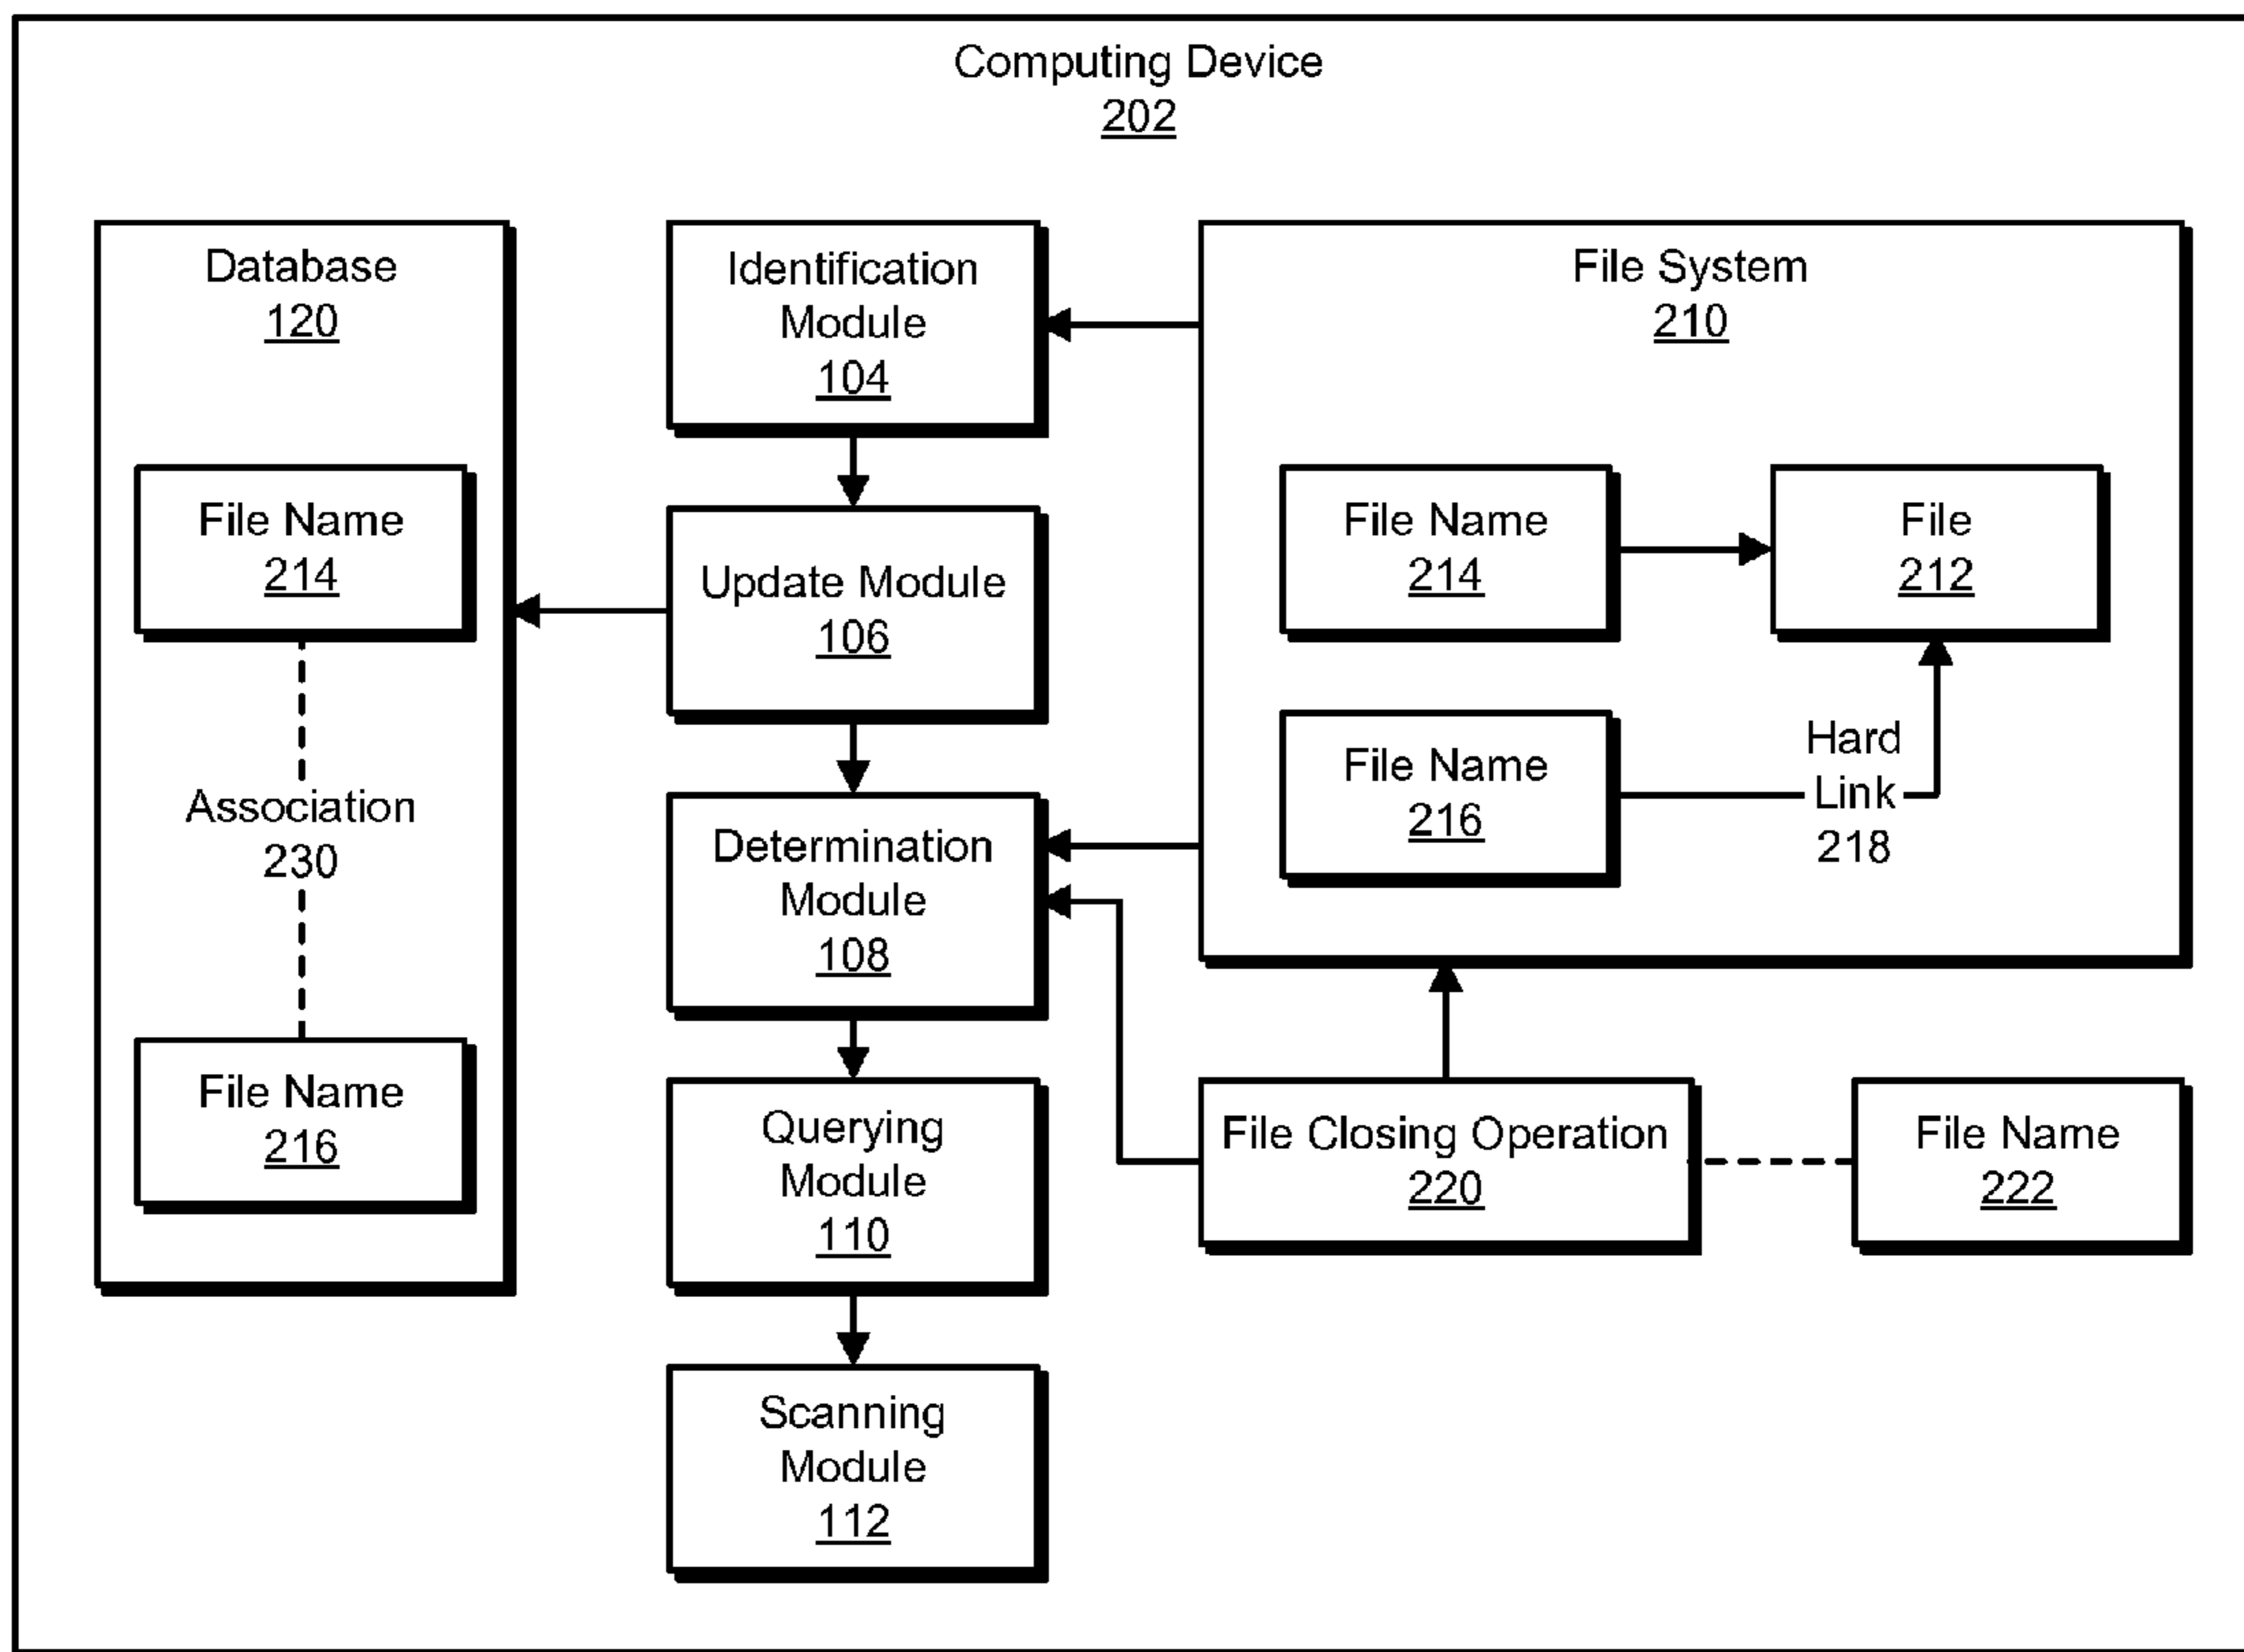 Computing Device
202
Database
120
File Name
214
Association
230
File Name
216
Identification
Module
104
Update Module
106
Determination
Module
108
Querying
Module
110
Scanning
Module
112
File System
210
File Name
214
File
212
File Name
216
Hard
Link
218
File Closing Operation
220
File Name
222